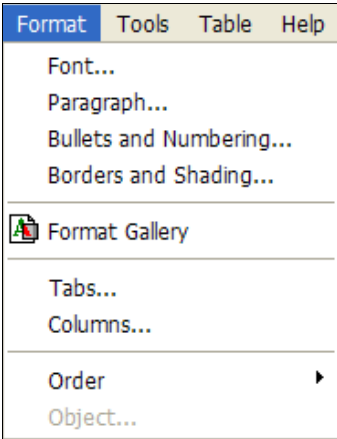 Format Tools Table Help
Font...
Paragraph...
Bullets and Numbering...
Borders and Shading...
Format Gallery
Tabs...
Columns...
Order
Object...